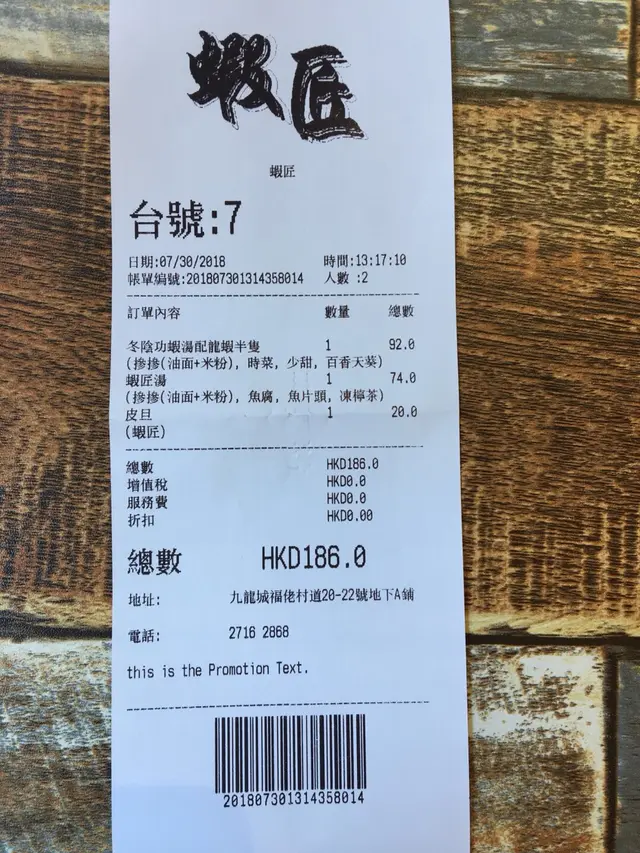 蝦匠
蝦匠
台號:7
日期:07/30/2018 時間:13:17:10
帳單編號:201807301314358014 人數 :2
訂單內容 數量 總數
冬陰功蝦湯配龍蝦半隻 1 92.0
(摻摻(油面+米粉), 時菜, 少甜, 百香天葵)
蝦匠湯 1 74.0
(摻摻(油面+米粉), 魚腐, 魚片頭, 凍檸茶)
皮旦 1 20.0
(蝦匠)
總數 HKD186.0
增值稅 HKD0.0
服務費 HKD0.0
折扣 HKD0.00
總數 HKD186.0
地址: 九龍城福佬村道20-22號地下A鋪
電話: 2716 2868
this is the Promotion Text.
201807301314358014